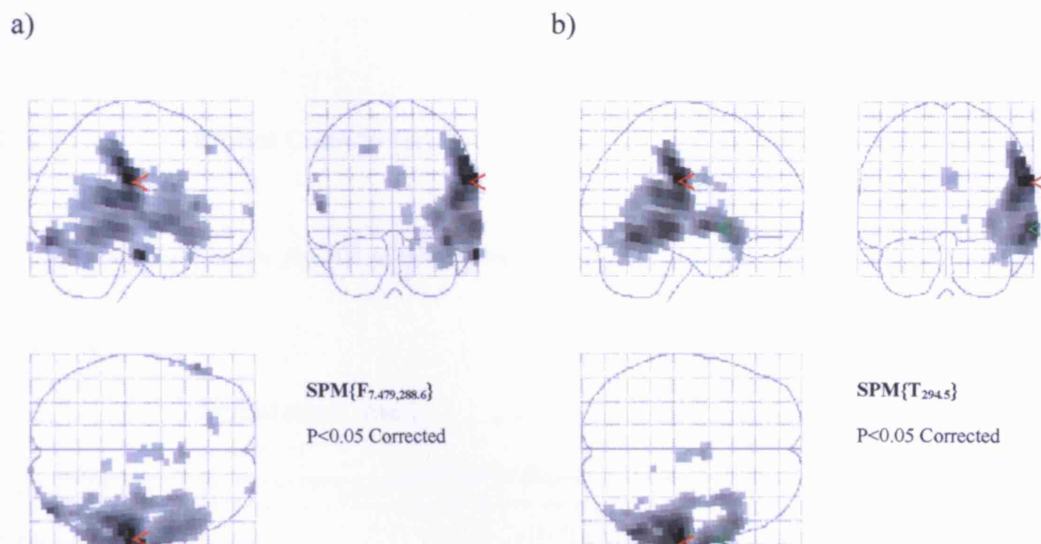 a)
b)
SPM{F7.479,288.6}
P<0.05 Corrected
SPM{T294.5}
P<0.05 Corrected